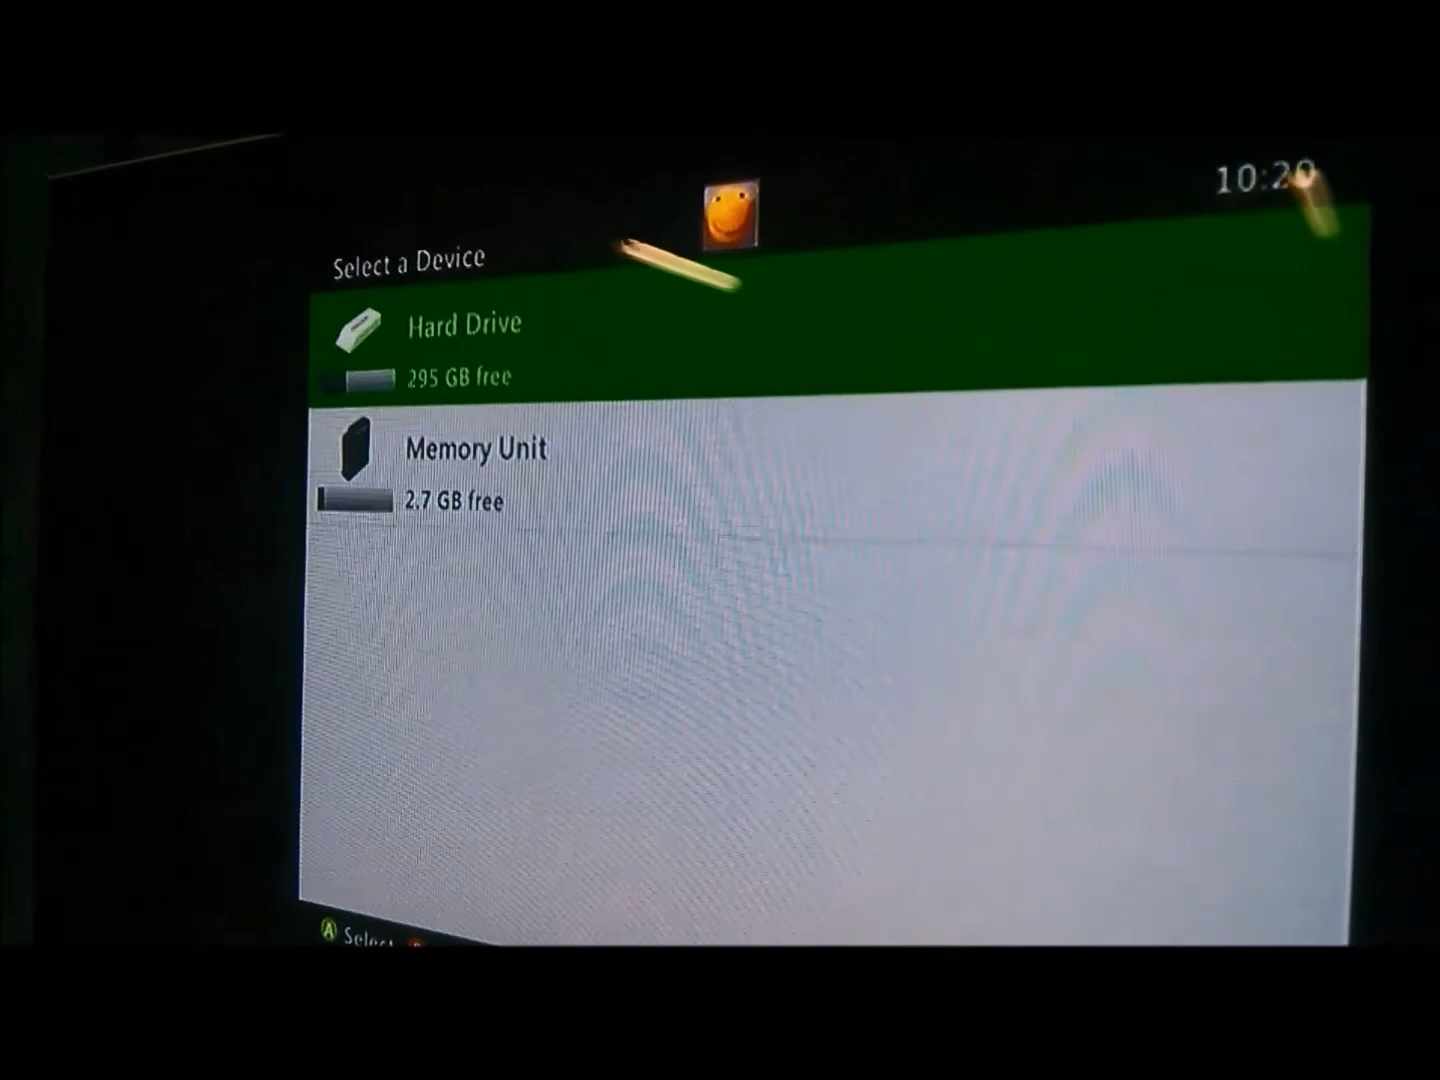 10:20
Select a Device
Hard Drive
295 GB free
Memory Unit
2.7 GB free
A Select